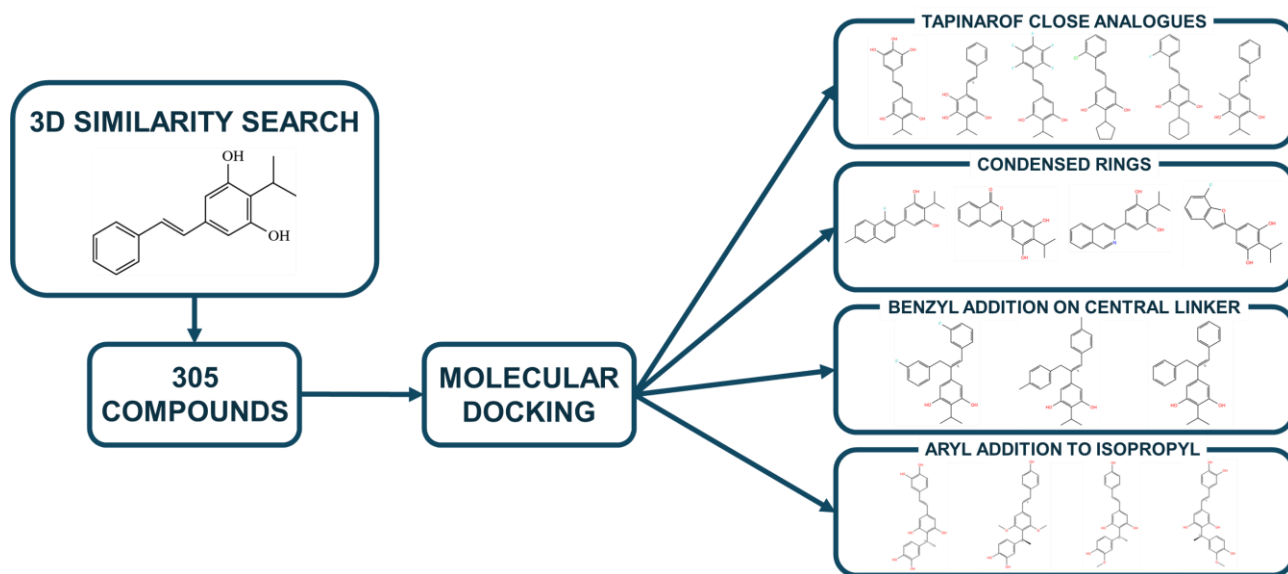 3D SIMILARITY SEARCH
OH
OH
305
COMPOUNDS
MOLECULAR
DOCKING
TAPINAROF CLOSE ANALOGUES
CONDENSED RINGS
BENZYL ADDITION ON CENTRAL LINKER
ARYL ADDITION TO ISOPROPYL